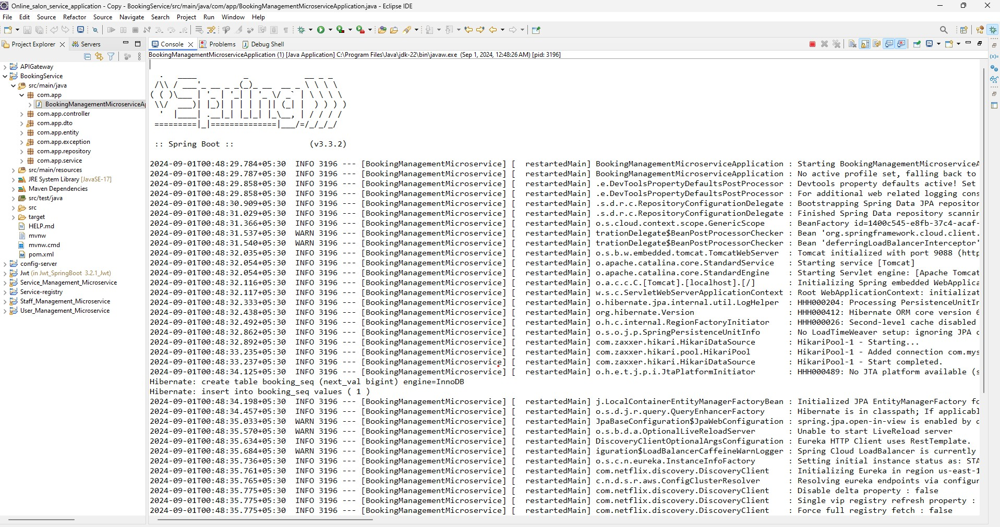 Online_salon_service_application - Copy - BookingService/src/main/java/com/app/BookingManagementMicroserviceApplication.java - Eclipse IDE
File Edit Source Refactor Source Navigate Search Project Run Window Help
Project Explorer Servers
Console Problems Debug Shell
BookingManagementMicroserviceApplication (1) [Java Application] C:\Program Files\Java\jdk-22\bin\javaw.exe (Sep 1, 2024, 12:48:26 AM) [pid: 3196]
APIGateway
BookingService
src/main/java
com.app
BookingManagementMicroserviceAp
com.app.controller
com.app.dto
com.app.entity
com.app.exception
com.app.repository
com.app.service
src/main/resources
JRE System Library [JavaSE-17]
Maven Dependencies
src/test/java
src
target
HELP.md
mvnw
mvnw.cmd
pom.xml
config-server
Jwt (in Jwt_SpringBoot 3.2.1_Jwt)
Service_Management_Microservice
Service-registry
Staff_Management_Microservice
User_Management_Microservice
Spring
:: Spring Boot :: (v3.3.2)
2024-09-01T00:48:29.784+05:30 INFO 3196 --- [BookingManagementMicroservice] [ restartedMain] BookingManagementMicroserviceApplication : Starting BookingManagementMicroserviceA
2024-09-01T00:48:29.787+05:30 INFO 3196 --- [BookingManagementMicroservice] [ restartedMain] BookingManagementMicroserviceApplication : No active profile set, falling back to
2024-09-01T00:48:29.858+05:30 INFO 3196 --- [BookingManagementMicroservice] [ restartedMain] .e.DevToolsPropertyDefaultsPostProcessor : Devtools property defaults active! Set
2024-09-01T00:48:29.858+05:30 INFO 3196 --- [BookingManagementMicroservice] [ restartedMain] .e.DevToolsPropertyDefaultsPostProcessor : For additional web related logging cons
2024-09-01T00:48:30.909+05:30 INFO 3196 --- [BookingManagementMicroservice] [ restartedMain] .s.d.r.c.RepositoryConfigurationDelegate : Bootstrapping Spring Data JPA repositor
2024-09-01T00:48:31.029+05:30 INFO 3196 --- [BookingManagementMicroservice] [ restartedMain] .s.d.r.c.RepositoryConfigurationDelegate : Finished Spring Data repository scannin
2024-09-01T00:48:31.366+05:30 INFO 3196 --- [BookingManagementMicroservice] [ restartedMain] o.s.cloud.context.scope.GenericScope : BeanFactory id=1400c545-e8fb-37c4-acaf-
2024-09-01T00:48:31.537+05:30 WARN 3196 --- [BookingManagementMicroservice] [ restartedMain] trationDelegate$BeanPostProcessorChecker : Bean 'org.springframework.cloud.client.
2024-09-01T00:48:31.540+05:30 WARN 3196 --- [BookingManagementMicroservice] [ restartedMain] trationDelegate$BeanPostProcessorChecker : Bean 'deferringLoadBalancerInterceptor'
2024-09-01T00:48:32.035+05:30 INFO 3196 --- [BookingManagementMicroservice] [ restartedMain] o.s.b.w.embedded.tomcat.TomcatWebServer : Tomcat initialized with port 9088 (http
2024-09-01T00:48:32.054+05:30 INFO 3196 --- [BookingManagementMicroservice] [ restartedMain] o.apache.catalina.core.StandardService : Starting service [Tomcat]
2024-09-01T00:48:32.054+05:30 INFO 3196 --- [BookingManagementMicroservice] [ restartedMain] o.apache.catalina.core.StandardEngine : Starting Servlet engine: [Apache Tomcat
2024-09-01T00:48:32.116+05:30 INFO 3196 --- [BookingManagementMicroservice] [ restartedMain] o.a.c.c.C.[Tomcat].[localhost].[/] : Initializing Spring embedded WebApplica
2024-09-01T00:48:32.117+05:30 INFO 3196 --- [BookingManagementMicroservice] [ restartedMain] w.s.c.ServletWebServerApplicationContext : Root WebApplicationContext: initializat
2024-09-01T00:48:32.333+05:30 INFO 3196 --- [BookingManagementMicroservice] [ restartedMain] o.hibernate.jpa.internal.util.LogHelper : HHH000204: Processing PersistenceUnitIn
2024-09-01T00:48:32.438+05:30 INFO 3196 --- [BookingManagementMicroservice] [ restartedMain] org.hibernate.Version : HHH000412: Hibernate ORM core version 6
2024-09-01T00:48:32.492+05:30 INFO 3196 --- [BookingManagementMicroservice] [ restartedMain] o.h.c.internal.RegionFactoryInitiator : HHH000026: Second-level cache disabled
2024-09-01T00:48:32.862+05:30 INFO 3196 --- [BookingManagementMicroservice] [ restartedMain] o.s.o.j.p.SpringPersistenceUnitInfo : No LoadTimeWeaver setup: ignoring JPA c
2024-09-01T00:48:32.892+05:30 INFO 3196 --- [BookingManagementMicroservice] [ restartedMain] com.zaxxer.hikari.HikariDataSource : HikariPool-1 - Starting...
2024-09-01T00:48:33.235+05:30 INFO 3196 --- [BookingManagementMicroservice] [ restartedMain] com.zaxxer.hikari.pool.HikariPool : HikariPool-1 - Added connection com.mys
2024-09-01T00:48:33.237+05:30 INFO 3196 --- [BookingManagementMicroservice] [ restartedMain] com.zaxxer.hikari.HikariDataSource : HikariPool-1 - Start completed.
2024-09-01T00:48:34.125+05:30 INFO 3196 --- [BookingManagementMicroservice] [ restartedMain] o.h.e.t.j.p.i.JtaPlatformInitiator : HHH000489: No JTA platform available (s
Hibernate: create table booking_seq (next_val bigint) engine=InnoDB
Hibernate: insert into booking_seq values ( 1 )
2024-09-01T00:48:34.198+05:30 INFO 3196 --- [BookingManagementMicroservice] [ restartedMain] j.LocalContainerEntityManagerFactoryBean : Initialized JPA EntityManagerFactory fo
2024-09-01T00:48:34.457+05:30 INFO 3196 --- [BookingManagementMicroservice] [ restartedMain] o.s.d.j.r.query.QueryEnhancerFactory : Hibernate is in classpath; If applicabl
2024-09-01T00:48:35.033+05:30 WARN 3196 --- [BookingManagementMicroservice] [ restartedMain] JpaBaseConfiguration$JpaWebConfiguration : spring.jpa.open-in-view is enabled by d
2024-09-01T00:48:35.570+05:30 WARN 3196 --- [BookingManagementMicroservice] [ restartedMain] o.s.b.d.a.OptionalLiveReloadServer : Unable to start LiveReload server
2024-09-01T00:48:35.634+05:30 INFO 3196 --- [BookingManagementMicroservice] [ restartedMain] DiscoveryClientOptionalArgsConfiguration : Eureka HTTP Client uses RestTemplate.
2024-09-01T00:48:35.684+05:30 WARN 3196 --- [BookingManagementMicroservice] [ restartedMain] iguration$LoadBalancerCaffeineWarnLogger : Spring Cloud LoadBalancer is currently
2024-09-01T00:48:35.736+05:30 INFO 3196 --- [BookingManagementMicroservice] [ restartedMain] o.s.c.n.eureka.InstanceInfoFactory : Setting initial instance status as: STA
2024-09-01T00:48:35.761+05:30 INFO 3196 --- [BookingManagementMicroservice] [ restartedMain] com.netflix.discovery.DiscoveryClient : Initializing Eureka in region us-east-1
2024-09-01T00:48:35.765+05:30 INFO 3196 --- [BookingManagementMicroservice] [ restartedMain] c.n.d.s.r.aws.ConfigClusterResolver : Resolving eureka endpoints via configur
2024-09-01T00:48:35.775+05:30 INFO 3196 --- [BookingManagementMicroservice] [ restartedMain] com.netflix.discovery.DiscoveryClient : Disable delta property : false
2024-09-01T00:48:35.775+05:30 INFO 3196 --- [BookingManagementMicroservice] [ restartedMain] com.netflix.discovery.DiscoveryClient : Single vip registry refresh property :
2024-09-01T00:48:35.775+05:30 INFO 3196 --- [BookingManagementMicroservice] [ restartedMain] com.netflix.discovery.DiscoveryClient : Force full registry fetch : false